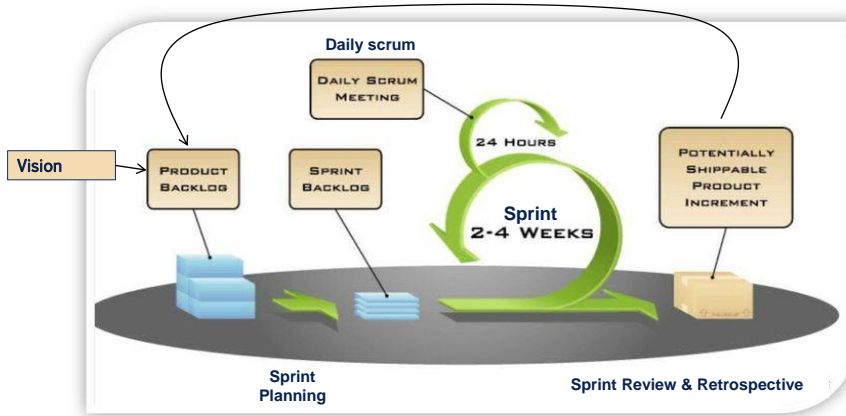 Daily scrum
DAILY SCRUM
MEETING
24 HOURS
Vision
PRODUCT
BACKLOG
SPRINT
BACKLOG
POTENTIALLY
SHIPPABLE
PRODUCT
INCREMENT
Sprint
2-4 WEEKS
Sprint
Planning
Sprint Review & Retrospective